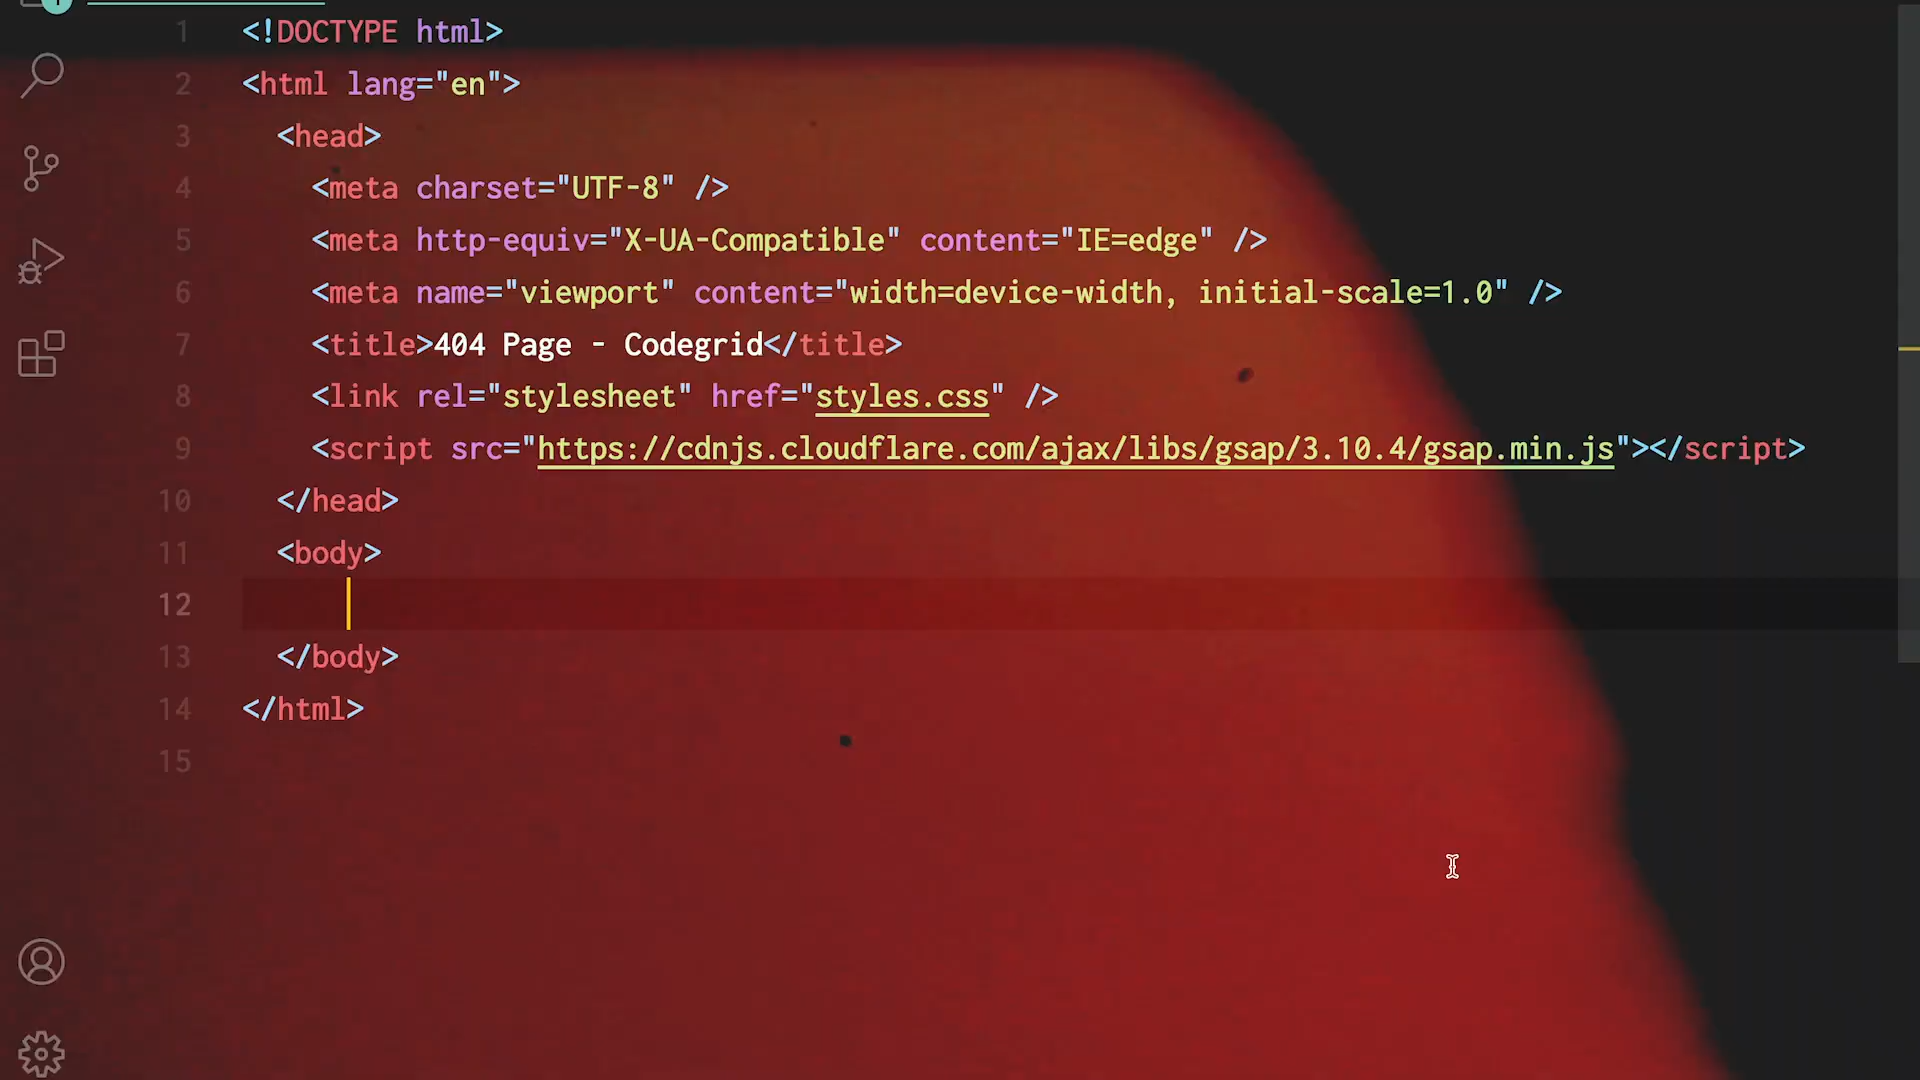 1 <!DOCTYPE html>
2 <html lang="en">
3 <head>
4 <meta charset="UTF-8" />
5 <meta http-equiv="X-UA-Compatible" content="IE=edge" />
6 <meta name="viewport" content="width=device-width, initial-scale=1.0" />
7 <title>404 Page - Codegrid</title>
8 <link rel="stylesheet" href="styles.css" />
9 <script src="https://cdnjs.cloudflare.com/ajax/libs/gsap/3.10.4/gsap.min.js"></script>
10 </head>
11 <body>
12
13 </body>
14 </html>
15